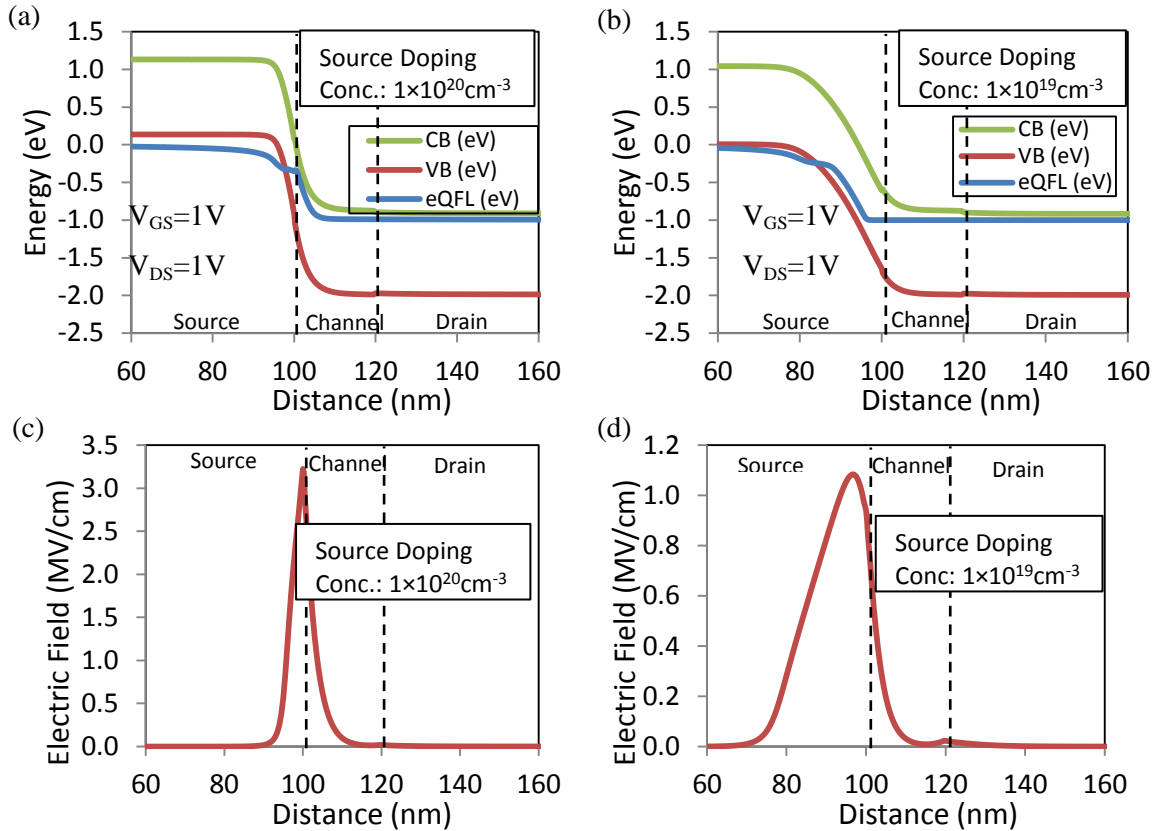 (a)
1.5
1.0
0.5
0.0
-0.5
-1.0
-1.5
-2.0
-2.5
Energy (eV)
Source Doping
Conc.: 1×10²⁰cm⁻³
CB (eV)
VB (eV)
eQFL (eV)
V_GS=1V
V_DS=1V
Source
Channel
Drain
60 80 100 120 140 160
Distance (nm)
(b)
1.5
1.0
0.5
0.0
-0.5
-1.0
-1.5
-2.0
-2.5
Energy (eV)
Source Doping
Conc.: 1×10¹⁹cm⁻³
CB (eV)
VB (eV)
eQFL (eV)
V_GS=1V
V_DS=1V
Source
Channel
Drain
60 80 100 120 140 160
Distance (nm)
(c)
3.5
3.0
2.5
2.0
1.5
1.0
0.5
0.0
Electric Field (MV/cm)
Source
Channel
Drain
Source Doping
Conc.: 1×10²⁰cm⁻³
60 80 100 120 140 160
Distance (nm)
(d)
1.2
1.0
0.8
0.6
0.4
0.2
0.0
Electric Field (MV/cm)
Source
Channel
Drain
Source Doping
Conc: 1×10¹⁹cm⁻³
60 80 100 120 140 160
Distance (nm)